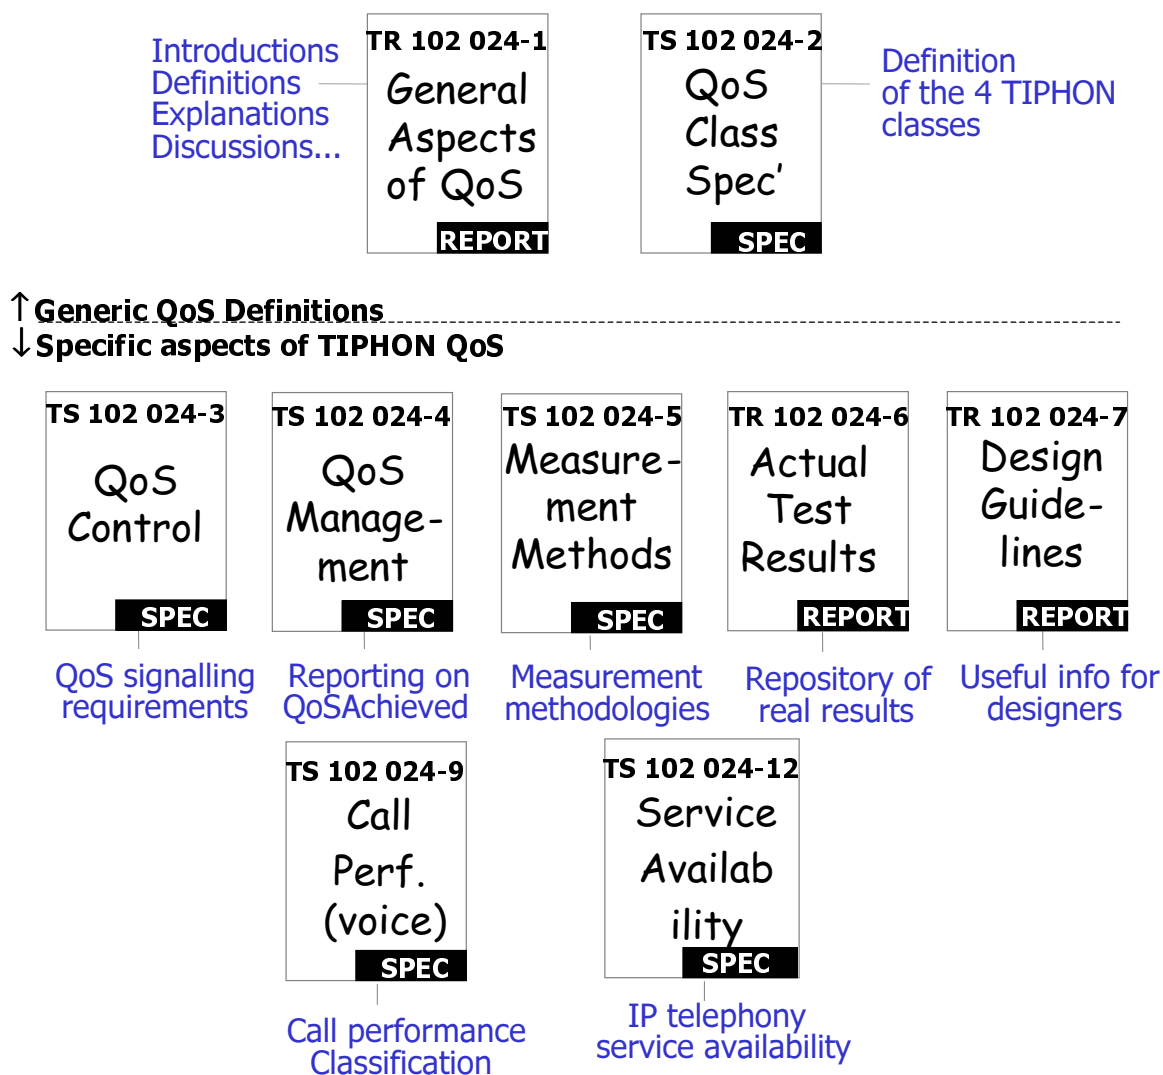 Introductions
Definitions
Explanations
Discussions...
TR 102 024-1
General
Aspects
of QoS
REPORT
TS 102 024-2
QoS
Class
Spec’
SPEC
Definition
of the 4 TIPHON
classes
↑ Generic QoS Definitions
↓ Specific aspects of TIPHON QoS
TS 102 024-3
QoS
Control
SPEC
QoS signalling
requirements
TS 102 024-4
QoS
Manage-
ment
SPEC
Reporting on
QoSAchieved
TS 102 024-5
Measure-
ment
Methods
SPEC
Measurement
methodologies
TR 102 024-6
Actual
Test
Results
REPORT
Repository of
real results
TR 102 024-7
Design
Guide-
lines
REPORT
Useful info for
designers
TS 102 024-9
Call
Perf.
(voice)
SPEC
Call performance
Classification
TS 102 024-12
Service
Availab
ility
SPEC
IP telephony
service availability